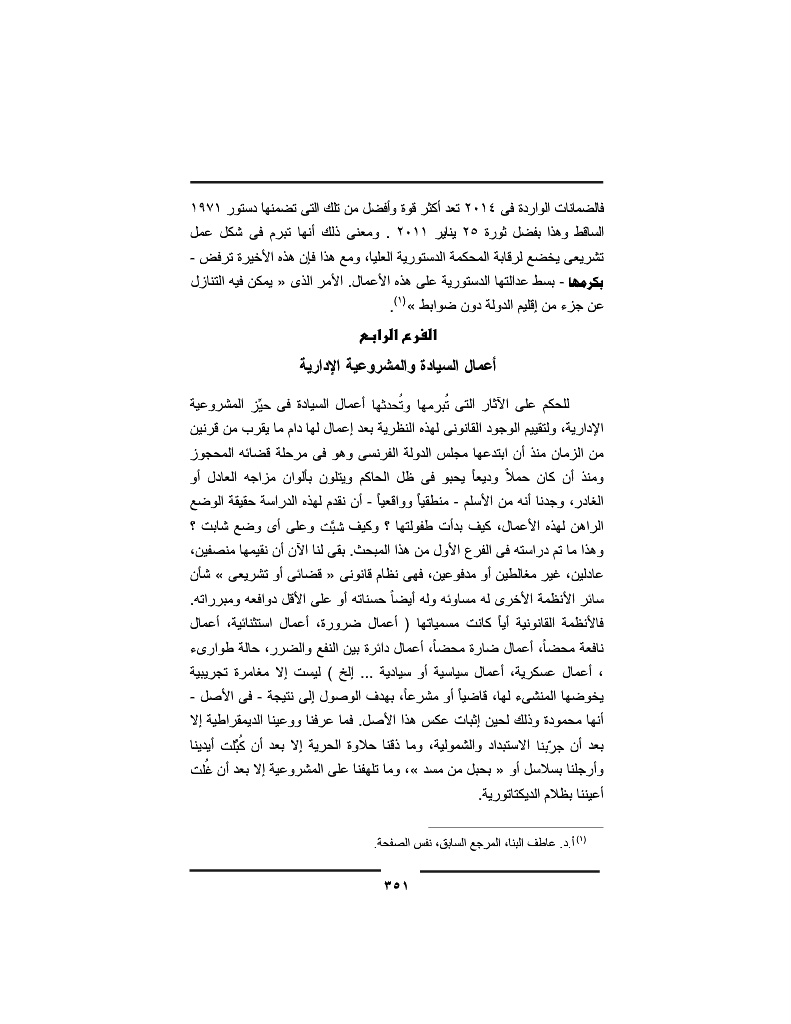 فالضمانات الواردة فى ٢٠١٤ تعد أكثر قوة وأفضل من تلك التى تضمنها دستور ١٩٧١
الساقط وهذا بفضل ثورة ٢٥ يناير ٢٠١١ . ومعنى ذلك أنها تبرم فى شكل عمل
تشريعى يخضع لرقابة المحكمة الدستورية العليا، ومع هذا فإن هذه الأخيرة ترفض -
بكرمها - بسط عدالتها الدستورية على هذه الأعمال. الأمر الذى « يمكن فيه التنازل
عن جزء من إقليم الدولة دون ضوابط »(١).
الفرع الرابع
أعمال السيادة والمشروعية الإدارية
للحكم على الآثار التى تُبرمها وتُحدثها أعمال السيادة فى حيِّز المشروعية
الإدارية، ولتقييم الوجود القانونى لهذه النظرية بعد إعمال لها دام ما يقرب من قرنين
من الزمان منذ أن ابتدعها مجلس الدولة الفرنسى وهو فى مرحلة قضائه المحجوز
ومنذ أن كان حملاً وديعاً يحبو فى ظل الحاكم ويتلون بألوان مزاجه العادل أو
الغادر، وجدنا أنه من الأسلم - منطقياً وواقعياً - أن نقدم لهذه الدراسة حقيقة الوضع
الراهن لهذه الأعمال، كيف بدأت طفولتها ؟ وكيف شبَّت وعلى أى وضع شابت ؟
وهذا ما تم دراسته فى الفرع الأول من هذا المبحث. بقى لنا الآن أن نقيمها منصفين،
عادلين، غير مغالطين أو مدفوعين، فهى نظام قانونى « قضائى أو تشريعى » شأن
سائر الأنظمة الأخرى له مساوئه وله أيضاً حسناته أو على الأقل دوافعه ومبرراته.
فالأنظمة القانونية أياً كانت مسمياتها ( أعمال ضرورة، أعمال استثنائية، أعمال
نافعة محضاً، أعمال ضارة محضاً، أعمال دائرة بين النفع والضرر، حالة طوارىء
، أعمال عسكرية، أعمال سياسية أو سيادية ... إلخ ) ليست إلا مغامرة تجريبية
يخوضها المنشىء لها، قاضياً أو مشرعاً، بهدف الوصول إلى نتيجة - فى الأصل -
أنها محمودة وذلك لحين إثبات عكس هذا الأصل. فما عرفنا ووعينا الديمقراطية إلا
بعد أن جرّبنا الاستبداد والشمولية، وما ذقنا حلاوة الحرية إلا بعد أن كُبِّلت أيدينا
وأرجلنا بسلاسل أو « بحبل من مسد »، وما تلهفنا على المشروعية إلا بعد أن غُلت
أعيننا بظلام الديكتاتورية.
(١) أ.د. عاطف البنا، المرجع السابق، نفس الصفحة.
٣٥١